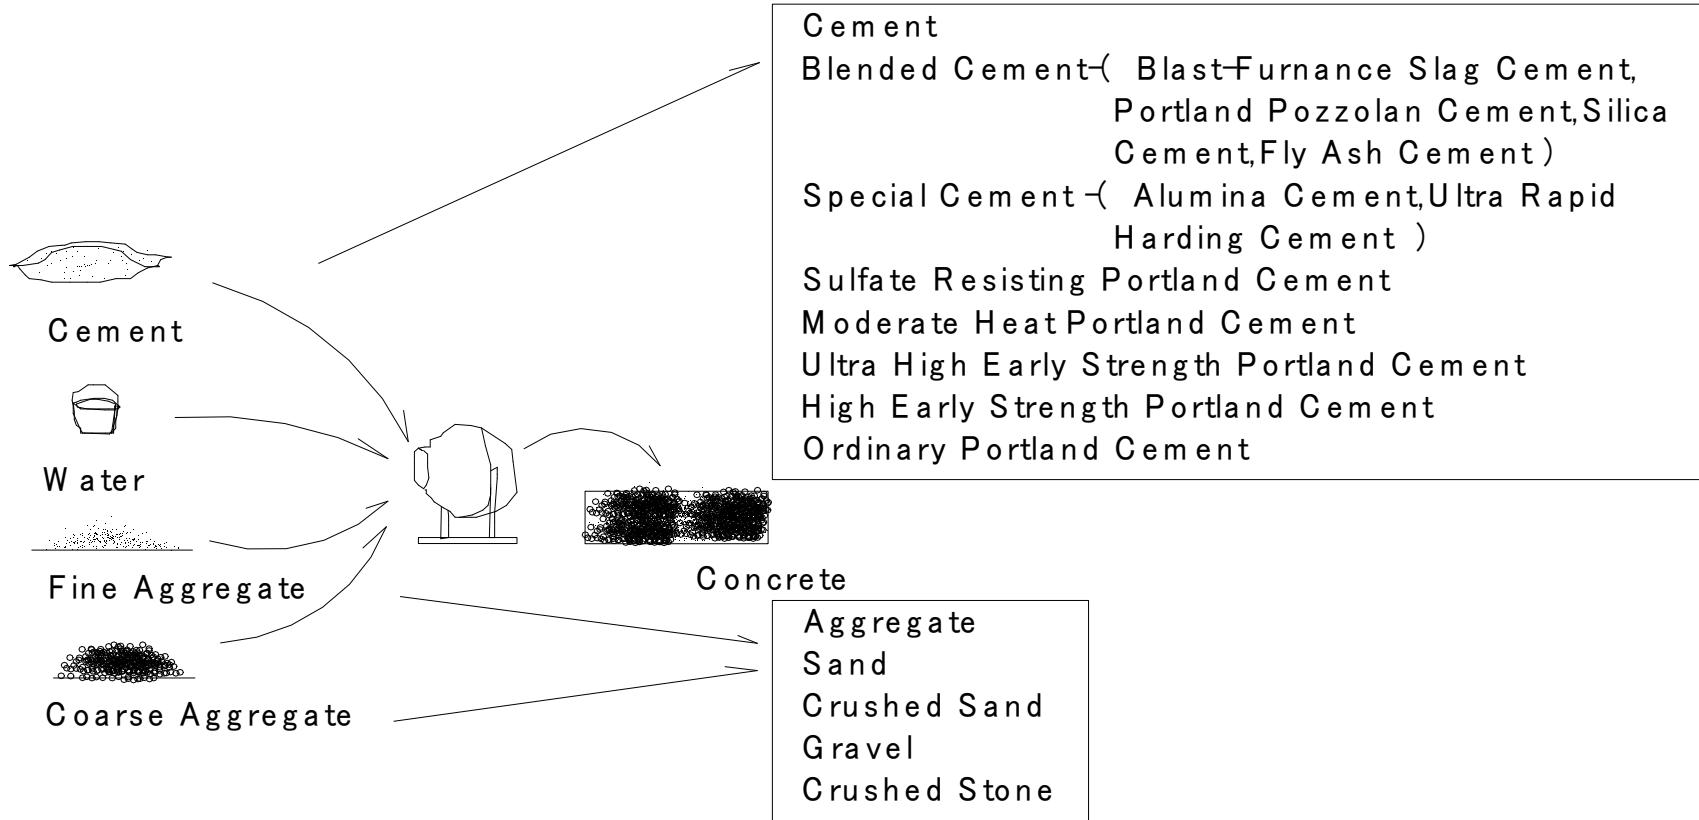 Cement
Blended Cement-( Blast-Furnance Slag Cement,
Portland Pozzolan Cement,Silica
Cement,Fly Ash Cement)
Special Cement-( Alumina Cement,Ultra Rapid
Harding Cement )
Sulfate Resisting Portland Cement
Moderate Heat Portland Cement
Ultra High Early Strength Portland Cement
High Early Strength Portland Cement
Ordinary Portland Cement
Cement
Water
Fine Aggregate
Coarse Aggregate
Concrete
Aggregate
Sand
Crushed Sand
Gravel
Crushed Stone